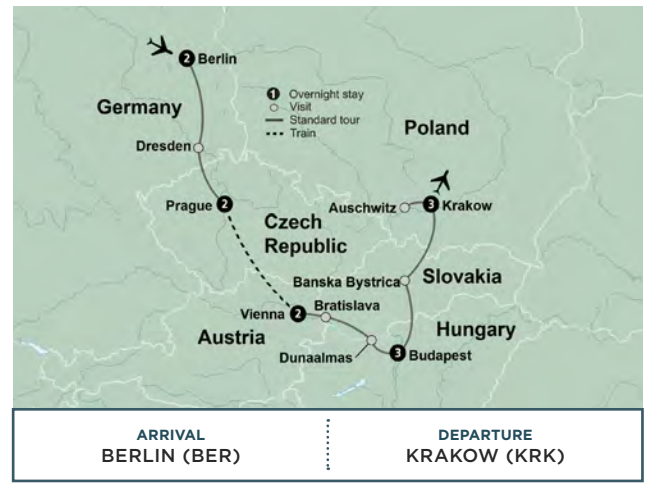 2 Berlin
Germany
1 Overnight stay
Visit
Standard tour
Train
Poland
Dresden
Prague 2
Auschwitz
3 Krakow
Czech
Republic
Banska Bystrica
Slovakia
Vienna 2
Bratislava
Austria
Hungary
Dunaalmas
3 Budapest
ARRIVAL
BERLIN (BER)
DEPARTURE
KRAKOW (KRK)